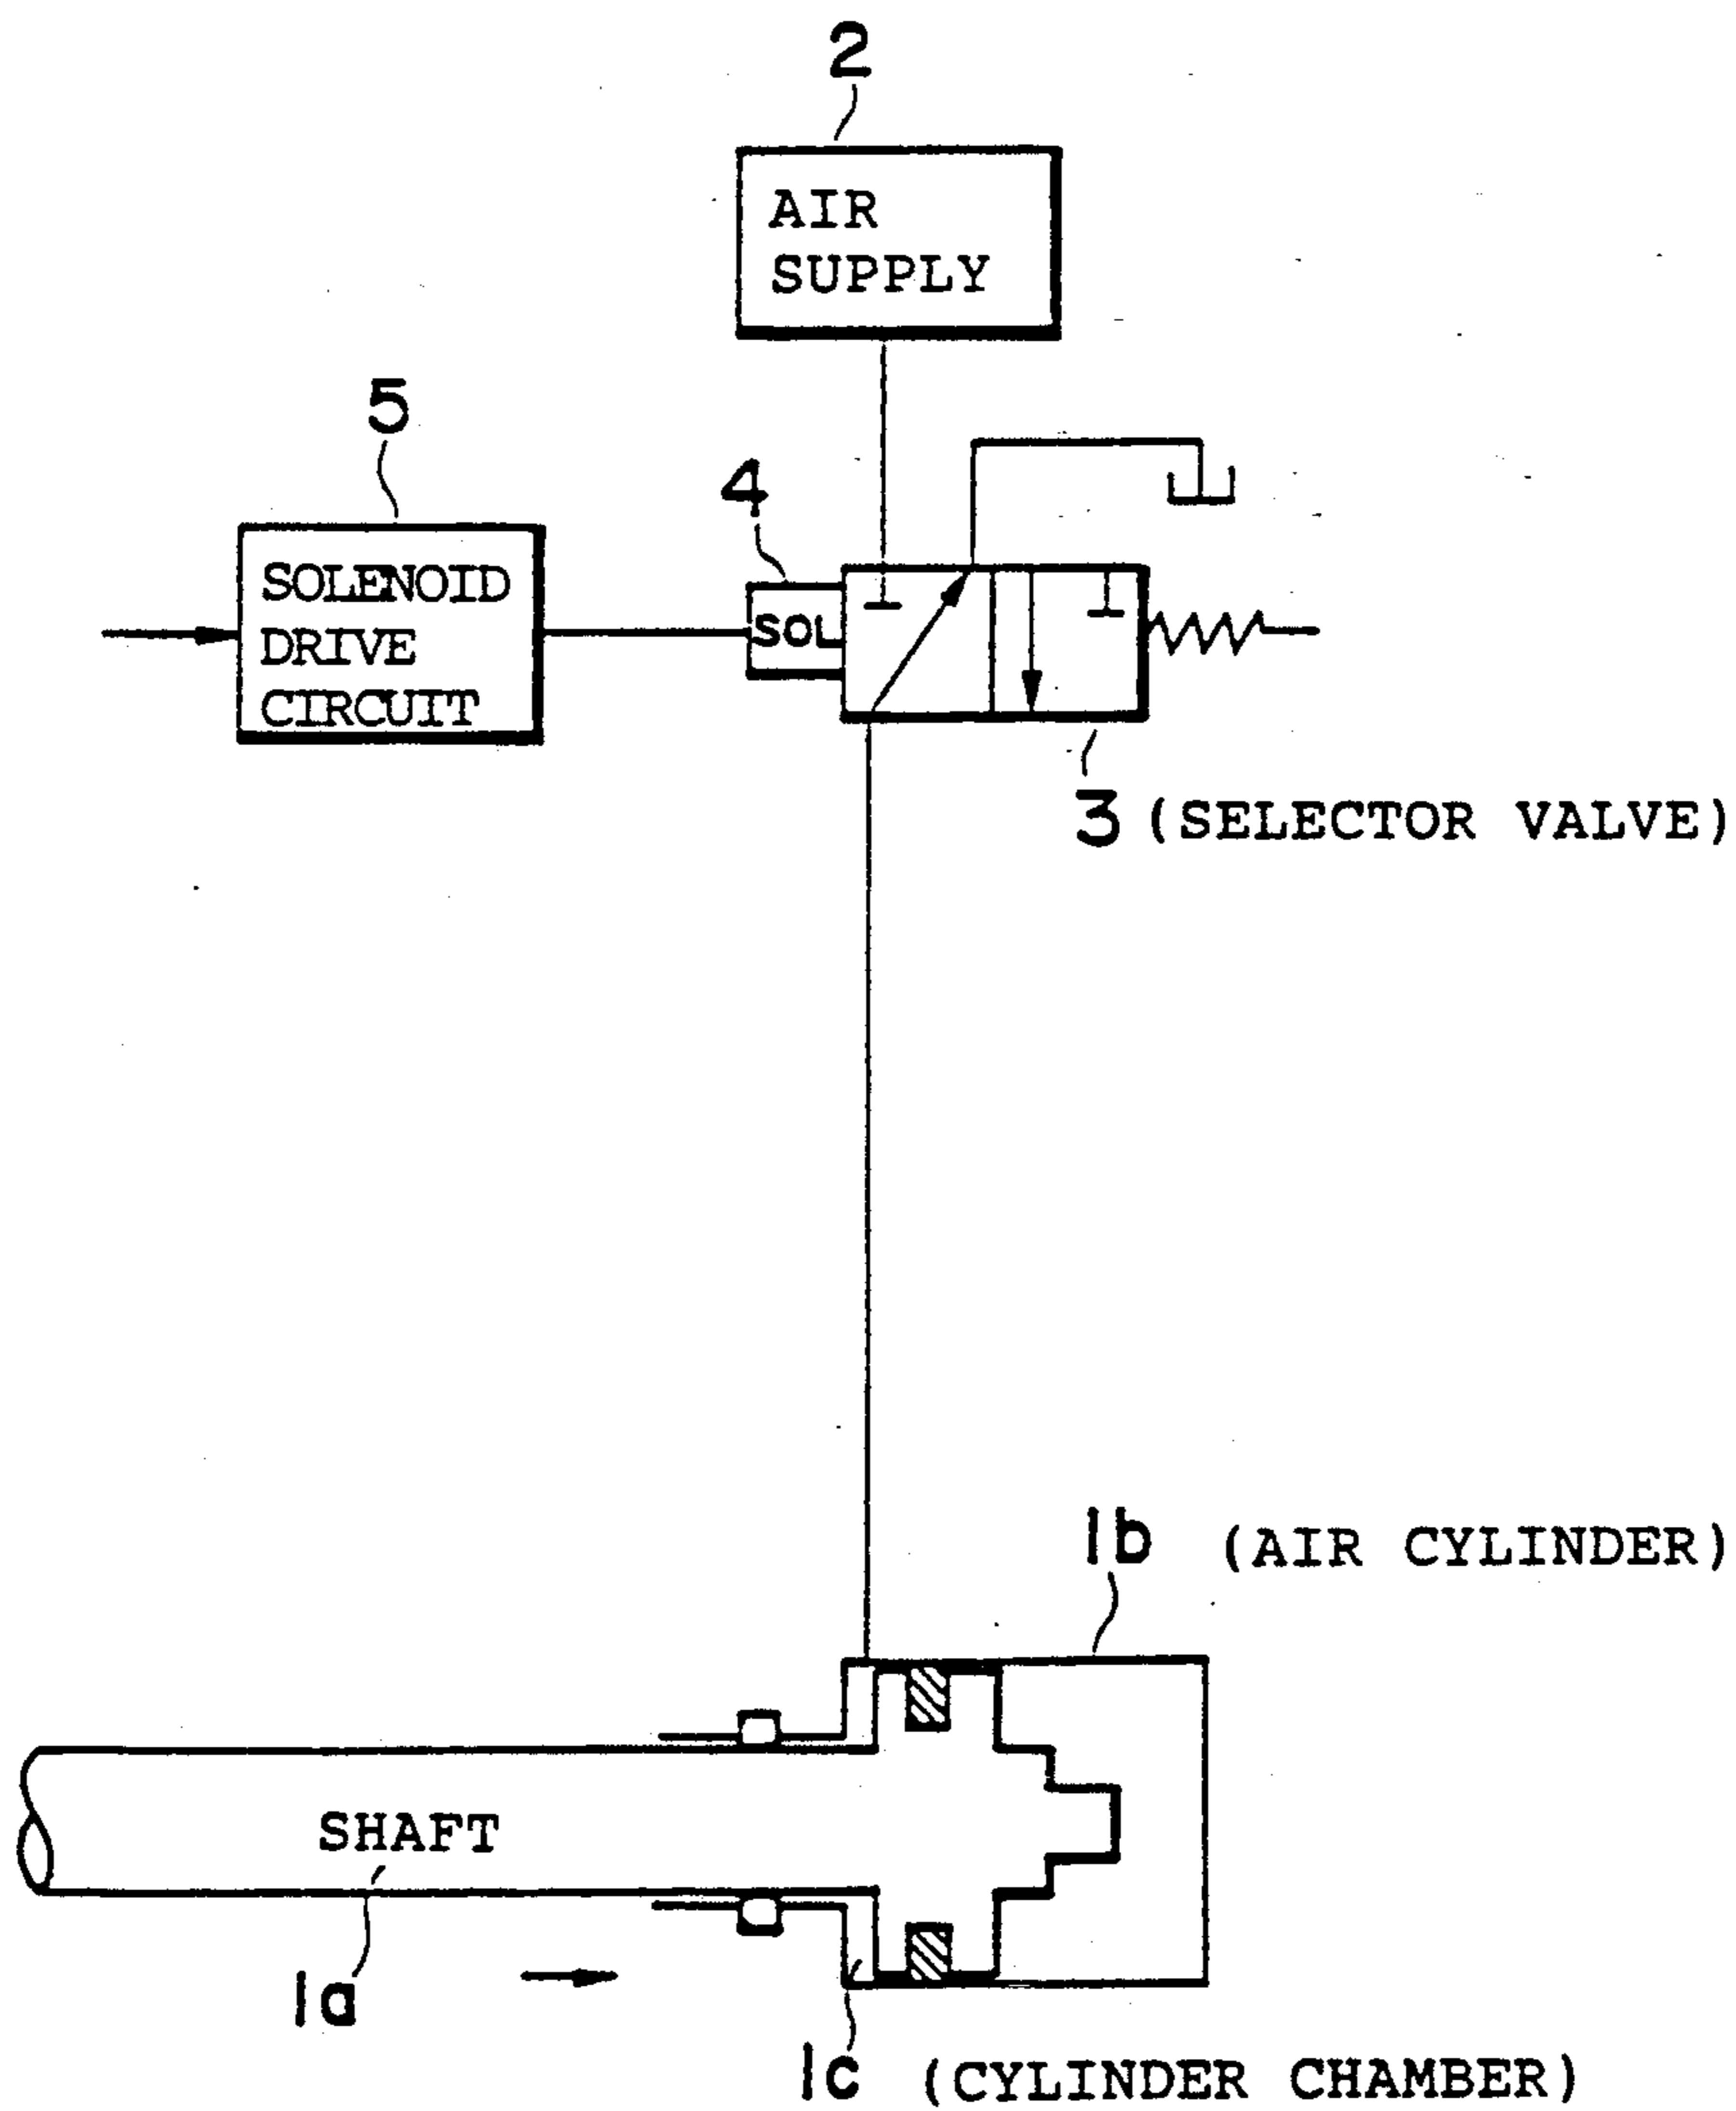 2
AIR
SUPPLY
5
4
SOLENOID
DRIVE
CIRCUIT
SOL
3 (SELECTOR VALVE)
1b (AIR CYLINDER)
SHAFT
1a
1c (CYLINDER CHAMBER)